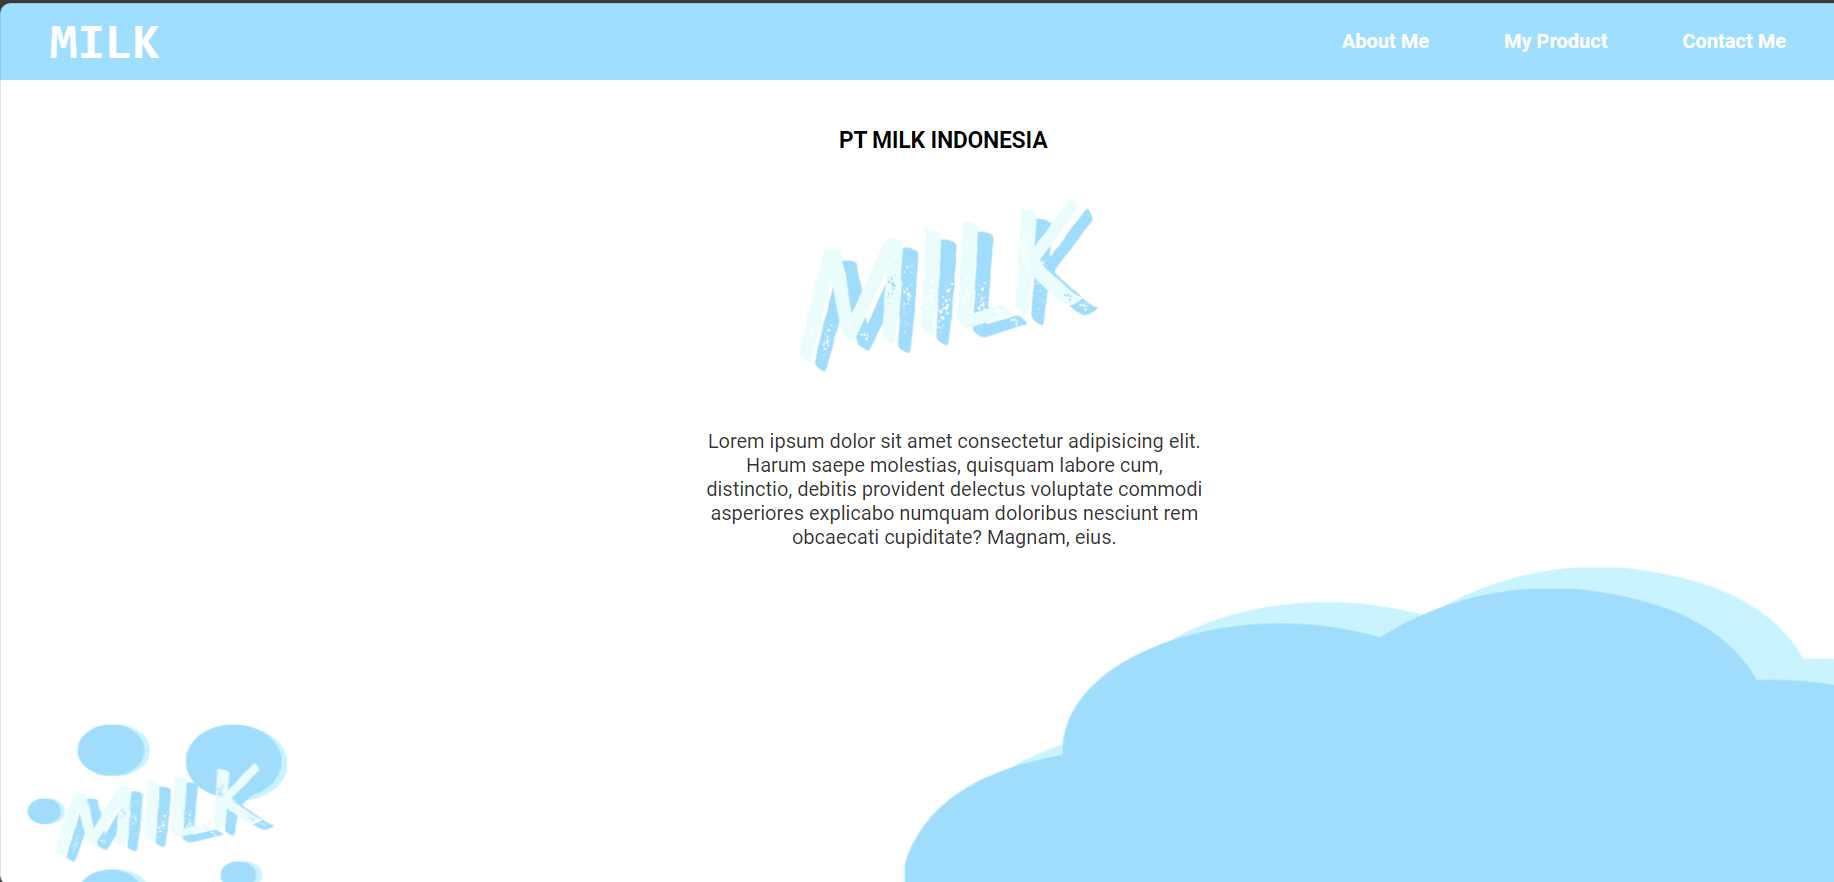 MILK
About Me
My Product
Contact Me
PT MILK INDONESIA
MILK
Lorem ipsum dolor sit amet consectetur adipisicing elit.
Harum saepe molestias, quisquam labore cum,
distinctio, debitis provident delectus voluptate commodi
asperiores explicabo numquam doloribus nesciunt rem
obcaecati cupiditate? Magnam, eius.
MILK